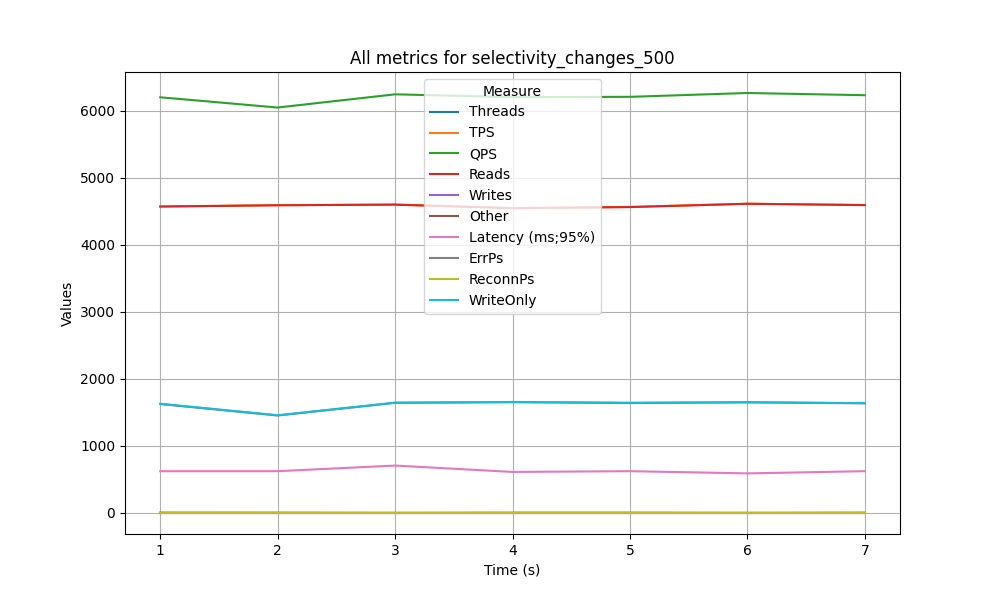 All metrics for selectivity_changes_500
Measure
Threads
TPS
QPS
Reads
Writes
Other
Latency (ms;95%)
ErrPs
ReconnPs
WriteOnly
Values
6000
5000
4000
3000
2000
1000
0
1 2 3 4 5 6 7
Time (s)